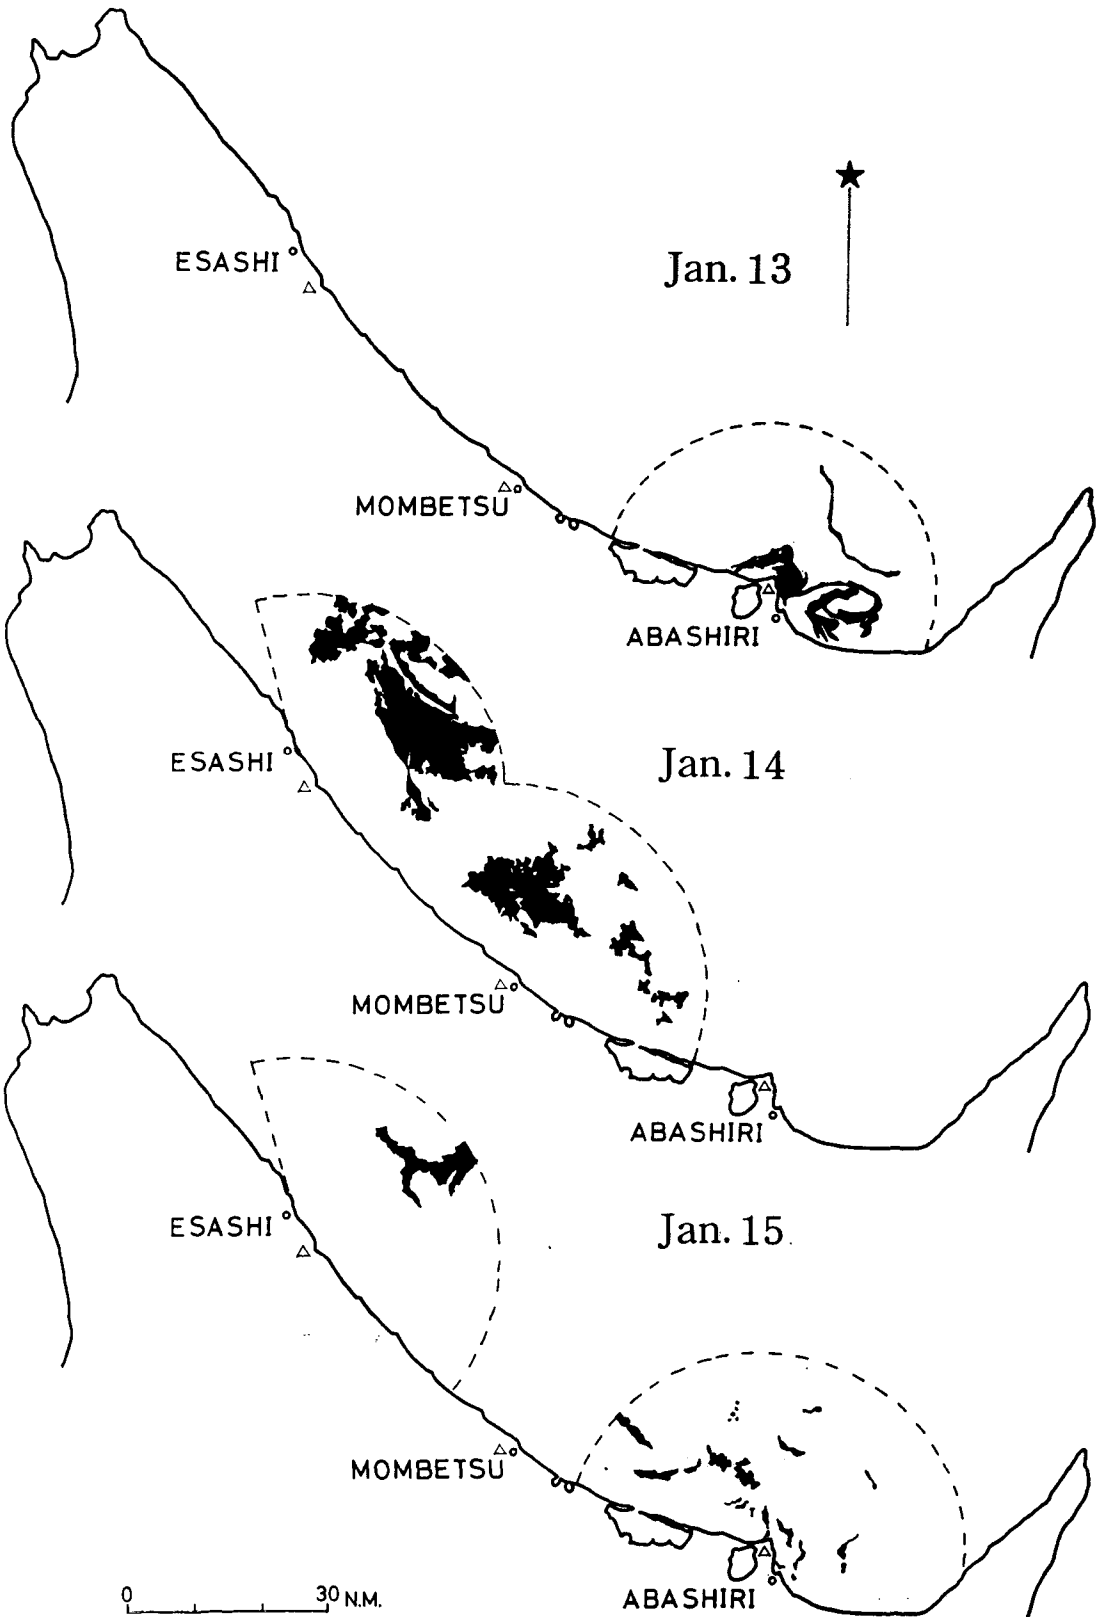 ESASHI
Jan. 13
MOMBETSU
ABASHIRI
ESASHI
Jan. 14
MOMBETSU
ABASHIRI
ESASHI
Jan. 15
MOMBETSU
ABASHIRI
0 30 N.M.